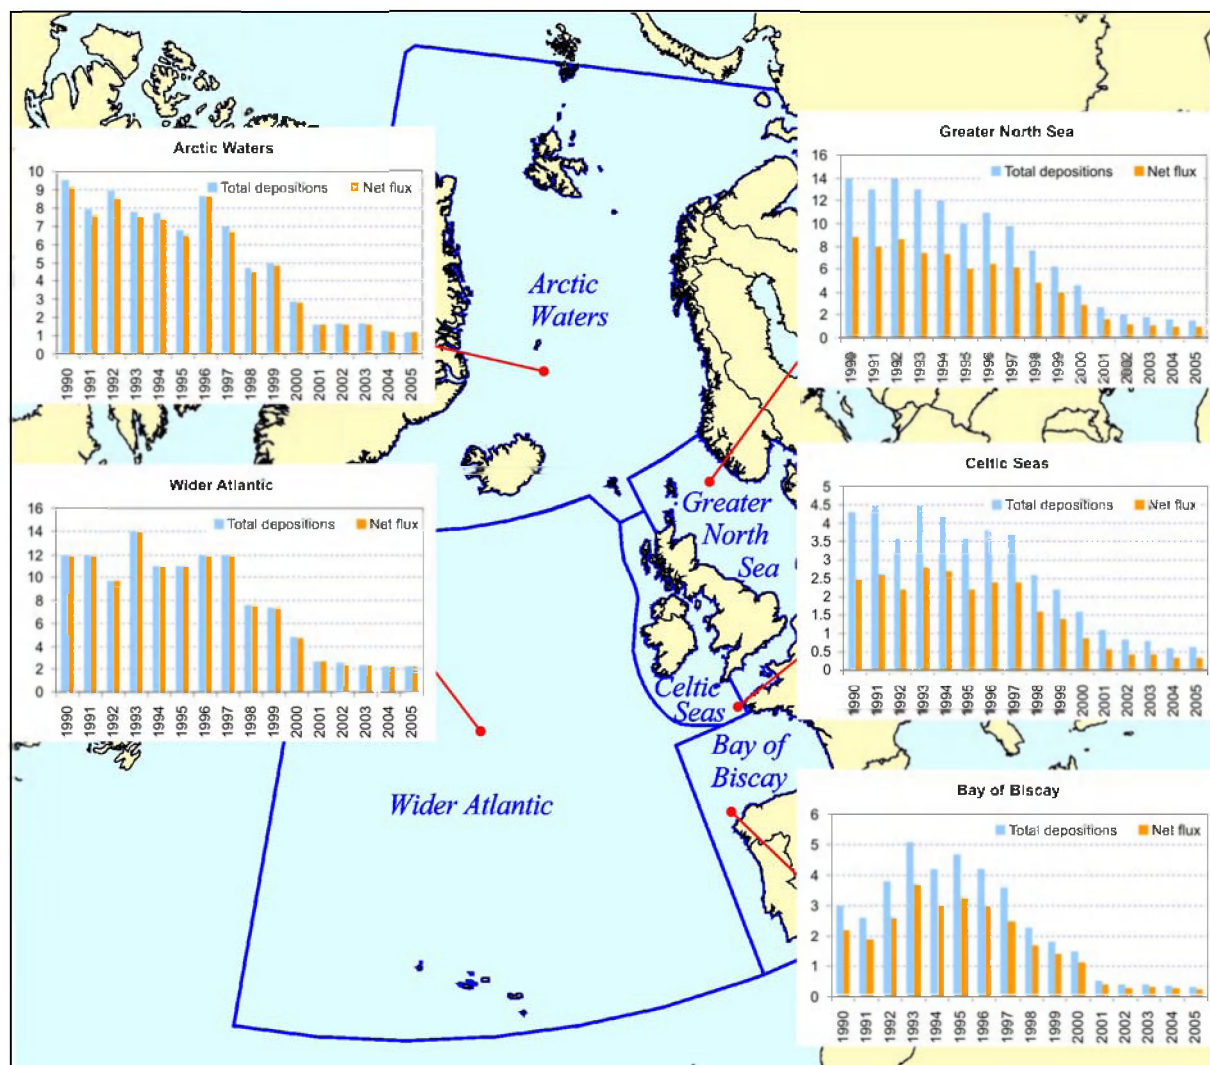 Arctic Waters
10
9
8
7
6
5
4
3
2
1
0
Total depositions Net flux
1990 1991 1992 1993 1994 1995 1996 1997 1998 1999 2000 2001 2002 2003 2004 2005
Greater North Sea
16
14
12
10
8
6
4
2
0
Total depositions Net flux
1990 1991 1992 1993 1994 1995 1996 1997 1998 1999 2000 2001 2002 2003 2004 2005
Arctic
Waters
Wider Atlantic
16
14
12
10
8
6
4
2
0
Total depositions Net flux
1990 1991 1992 1993 1994 1995 1996 1997 1998 1999 2000 2001 2002 2003 2004 2005
Celtic Seas
4.5
5
3.5
4
2.5
3
1.5
2
0.5
1
0
Total depositions Net flux
1990 1991 1992 1993 1994 1995 1996 1997 1998 1999 2000 2001 2002 2003 2004 2005
Greater
North
Sea
Celtic
Seas
Bay of
Biscay
Wider Atlantic
Bay of Biscay
6
5
4
3
2
1
0
Total depositions Net flux
1990 1991 1992 1993 1994 1995 1996 1997 1998 1999 2000 2001 2002 2003 2004 2005